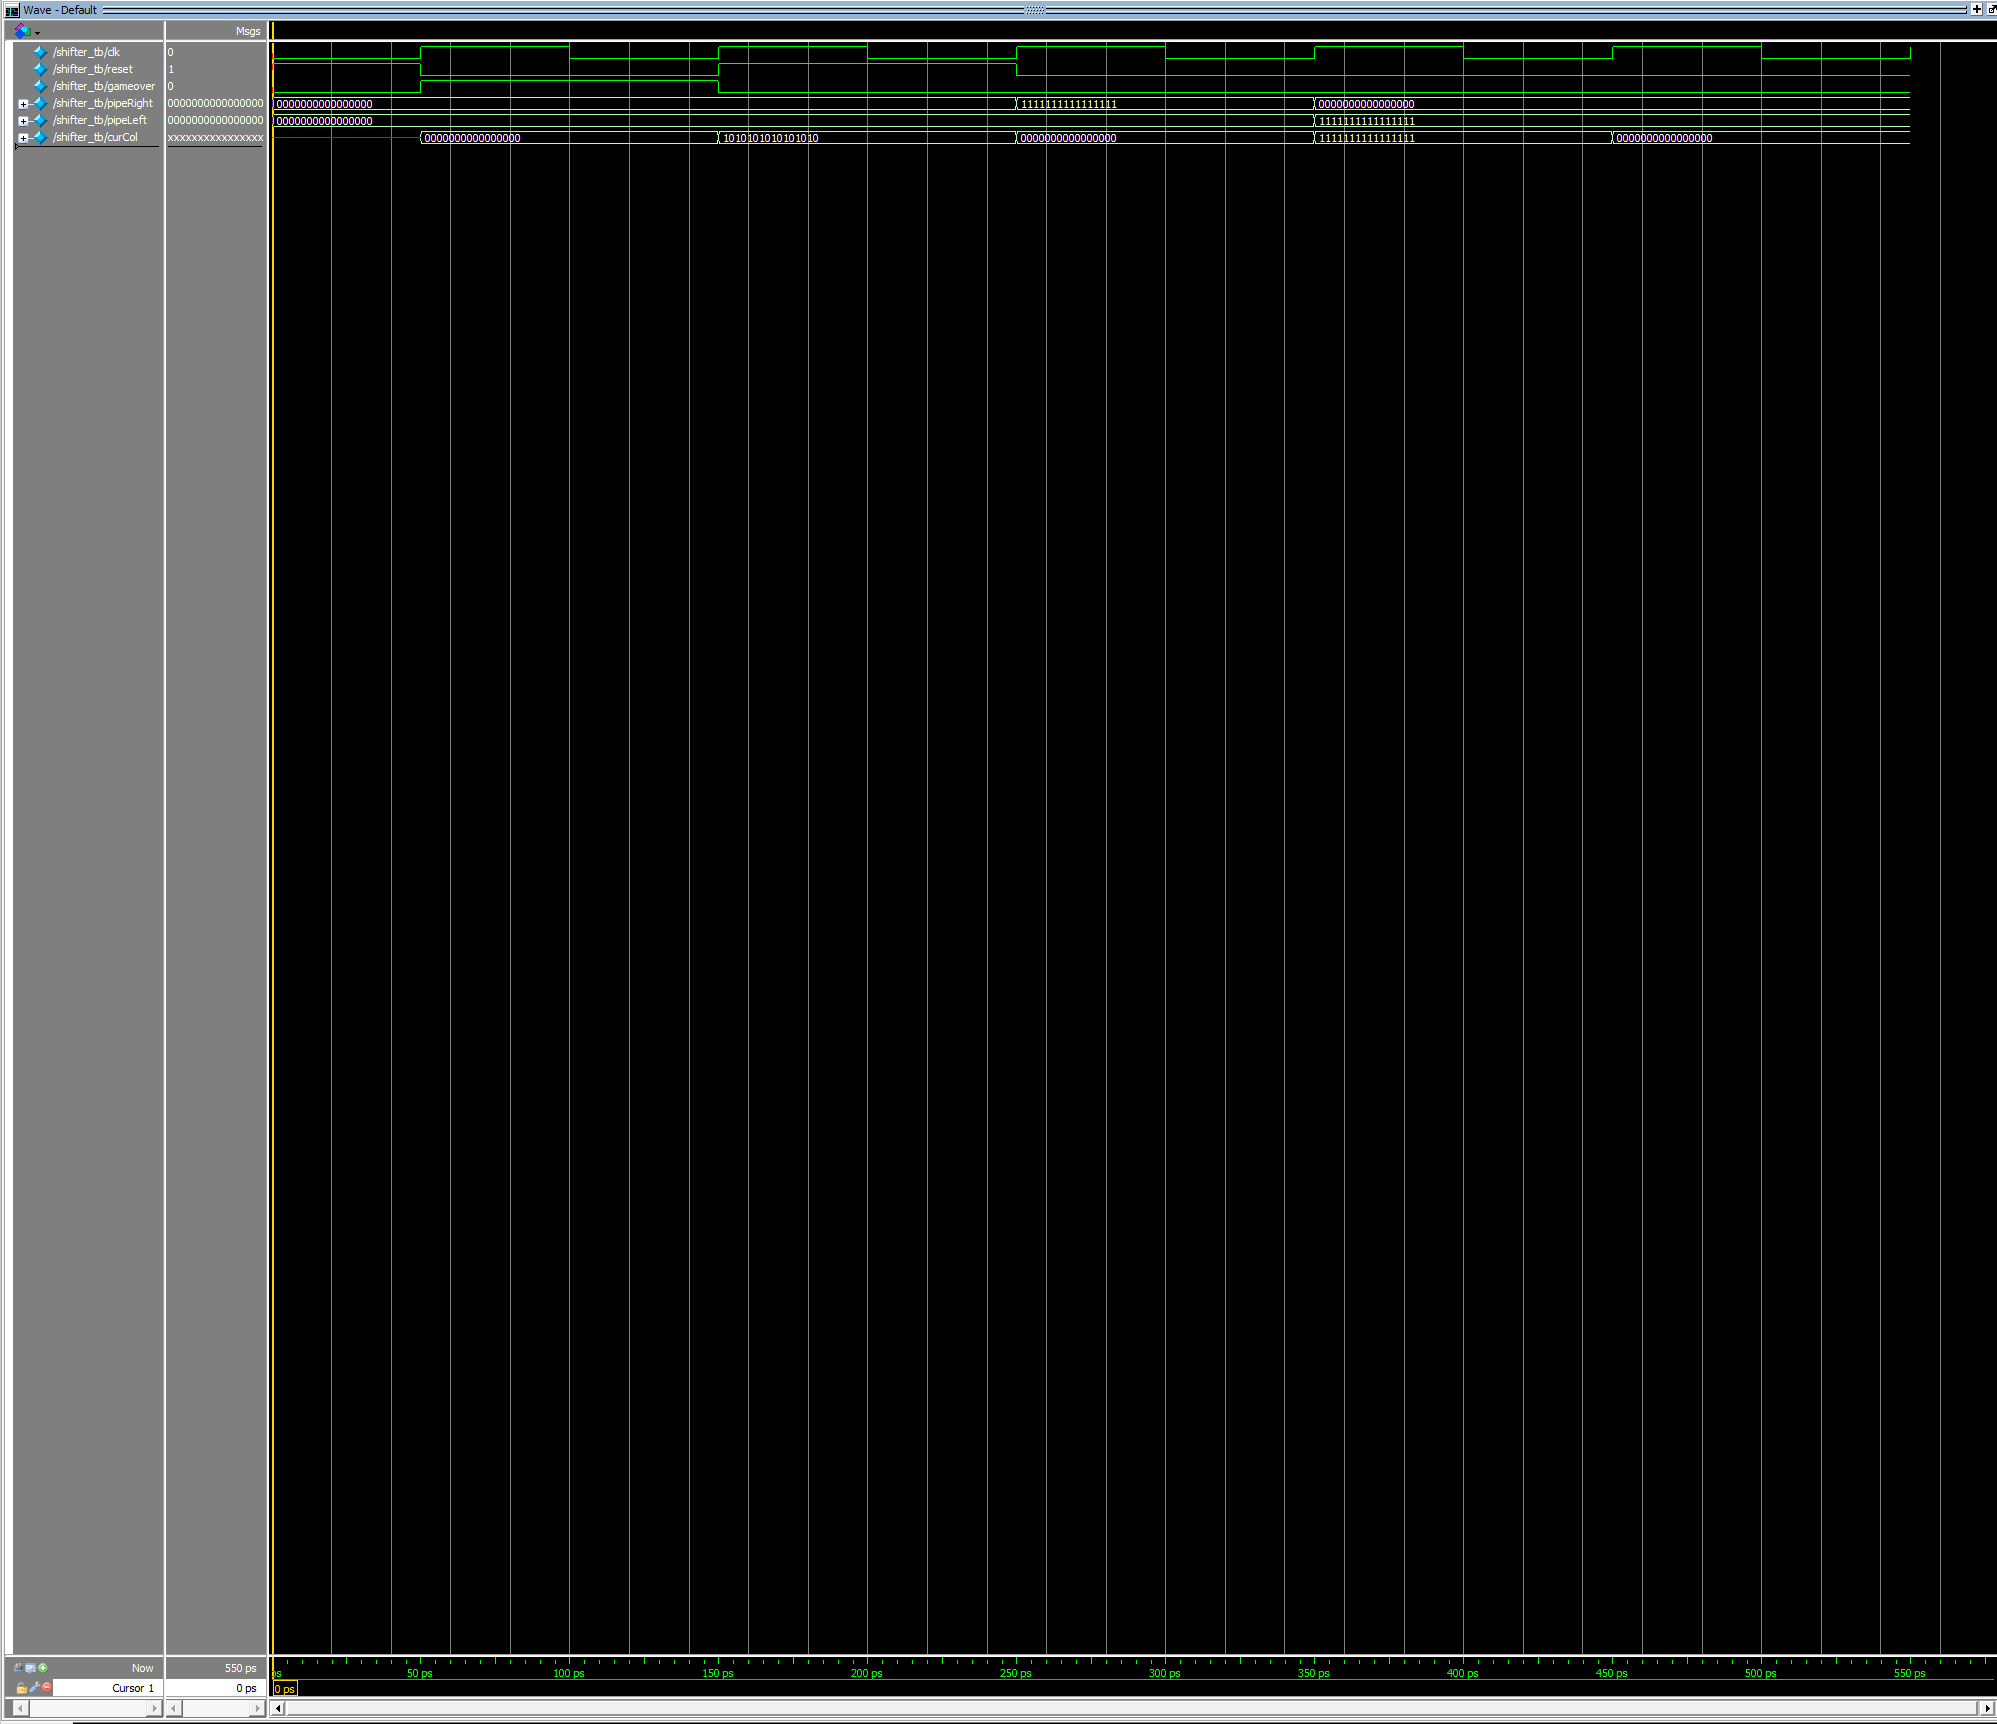 Wave - Default
Msgs
/shifter_tb/clk 0
/shifter_tb/reset 1
/shifter_tb/gameover 0
/shifter_tb/pipeRight 0000000000000000 0000000000000000 1111111111111111 0000000000000000
/shifter_tb/pipeLeft 0000000000000000 0000000000000000 1111111111111111
/shifter_tb/curCol xxxxxxxxxxxxxxxx 0000000000000000 1010101010101010 0000000000000000 1111111111111111 0000000000000000
Now 550 ps ps 50 ps 100 ps 150 ps 200 ps 250 ps 300 ps 350 ps 400 ps 450 ps 500 ps 550 ps
Cursor 1 0 ps 0 ps